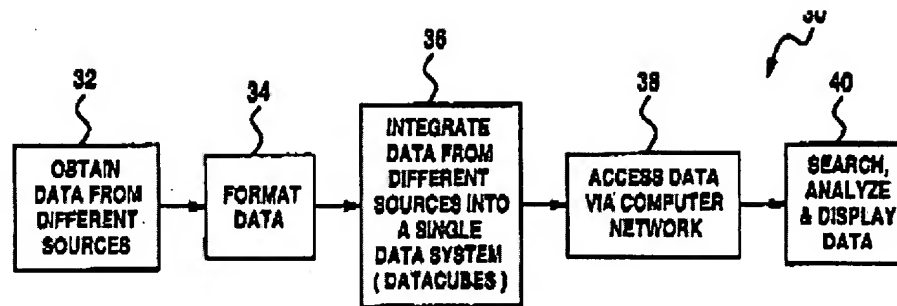 32
OBTAIN
DATA FROM
DIFFERENT
SOURCES
34
FORMAT
DATA
36
INTEGRATE
DATA FROM
DIFFERENT
SOURCES INTO
A SINGLE
DATA SYSTEM
( DATACUBES )
38
ACCESS DATA
VIA COMPUTER
NETWORK
40
SEARCH,
ANALYZE
& DISPLAY
DATA